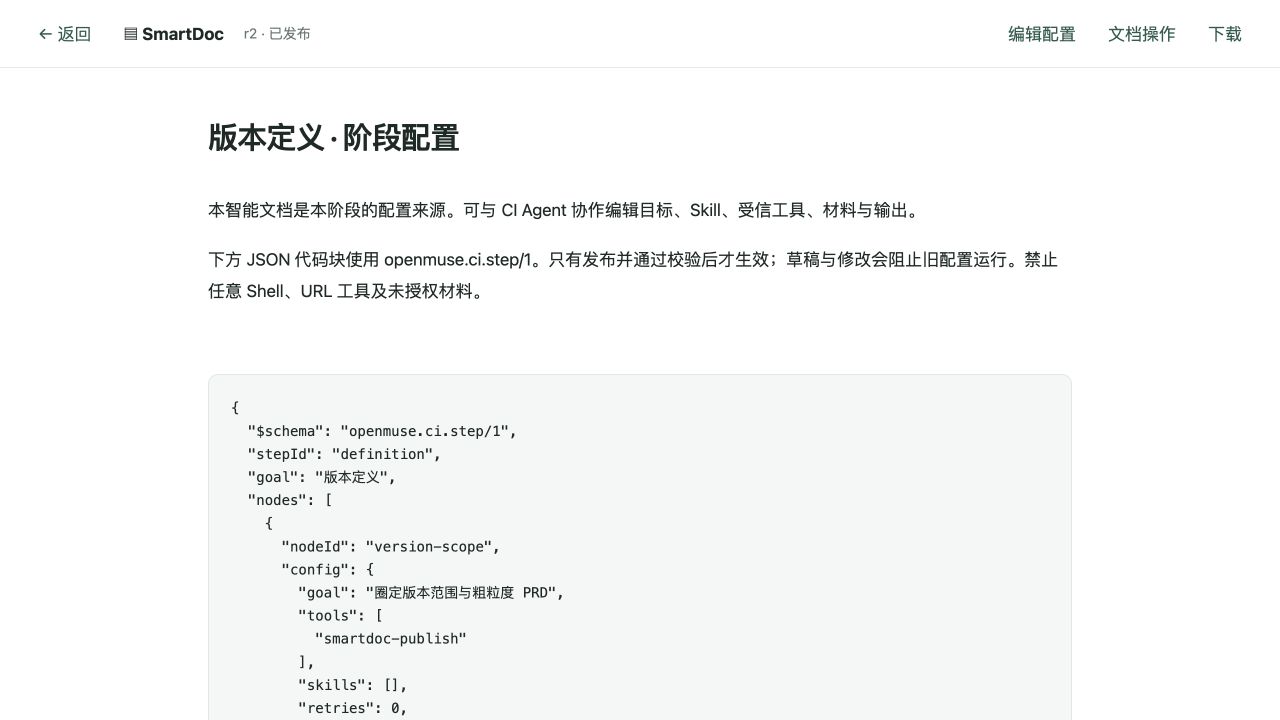 ← 返回
SmartDoc
r2 · 已发布
编辑配置
文档操作
下载
版本定义 · 阶段配置
本智能文档是本阶段的配置来源。可与 CI Agent 协作编辑目标、Skill、受信工具、材料与输出。
下方 JSON 代码块使用 openmuse.ci.step/1。只有发布并通过校验后才生效；草稿与修改会阻止旧配置运行。禁止
任意 Shell、URL 工具及未授权材料。
{
  "$schema": "openmuse.ci.step/1",
  "stepId": "definition",
  "goal": "版本定义",
  "nodes": [
    {
      "nodeId": "version-scope",
      "config": {
        "goal": "圈定版本范围与粗粒度 PRD",
        "tools": [
          "smartdoc-publish"
        ],
        "skills": [],
        "retries": 0,